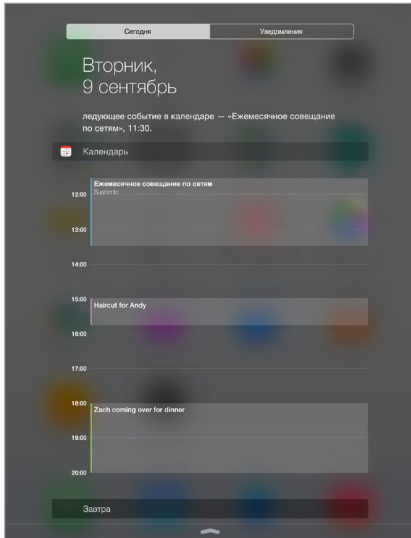 Сегодня
Уведомления
Вторник,
9 сентябрь
ледующее событие в календаре — «Ежемесячное совещание
по сетям», 11:30.
Календарь
Ежемесячное совещание по сетям
12:00
13:00
14:00
15:00
Haircut for Andy
16:00
17:00
18:00
Zach coming over for dinner
19:00
20:00
Завтра